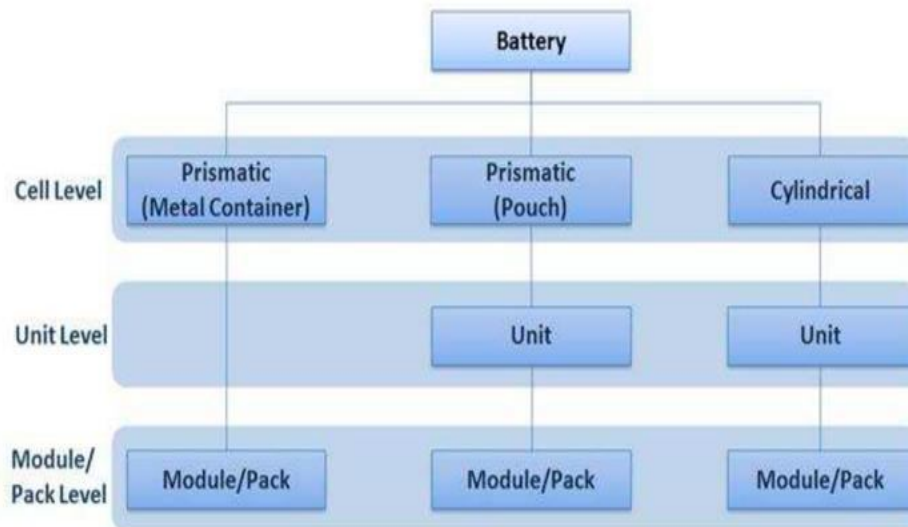 Battery
Cell Level
Prismatic
(Metal Container)
Prismatic
(Pouch)
Cylindrical
Unit Level
Unit
Unit
Module/
Pack Level
Module/Pack
Module/Pack
Module/Pack